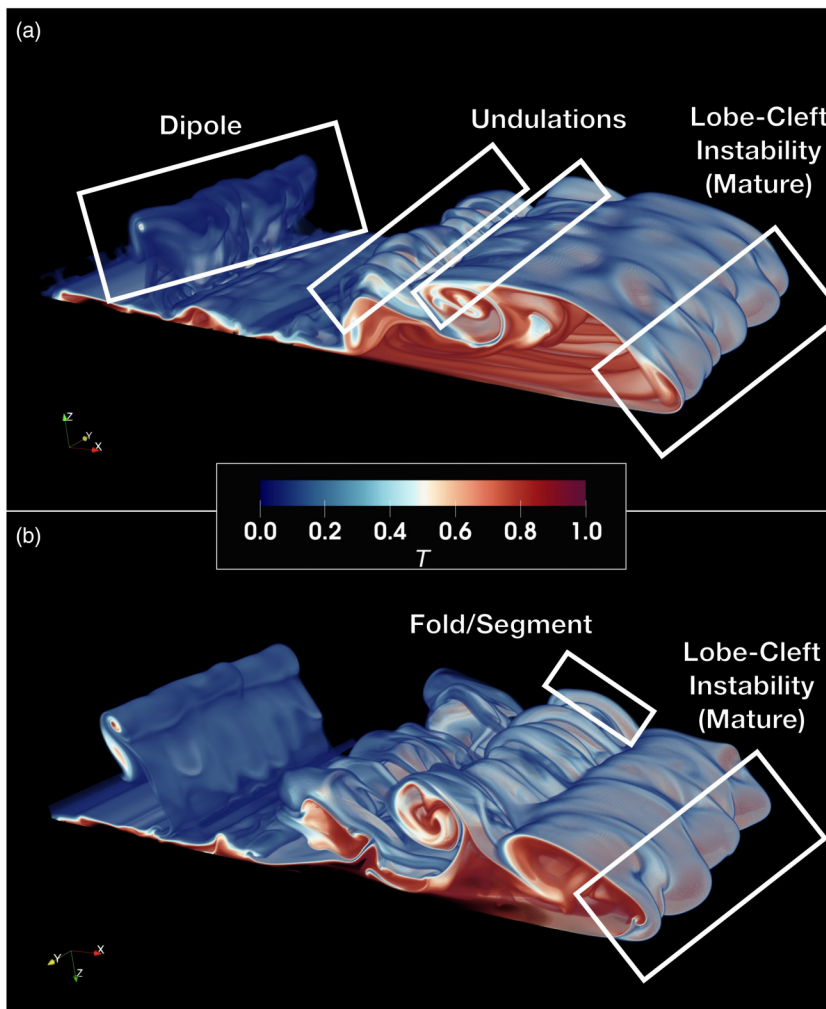 (a)
Dipole
Undulations
Lobe-Cleft
Instability
(Mature)
Z
Y
X
0.0 0.2 0.4 0.6 0.8 1.0
T
(b)
Fold/Segment
Lobe-Cleft
Instability
(Mature)
Y
X
Z